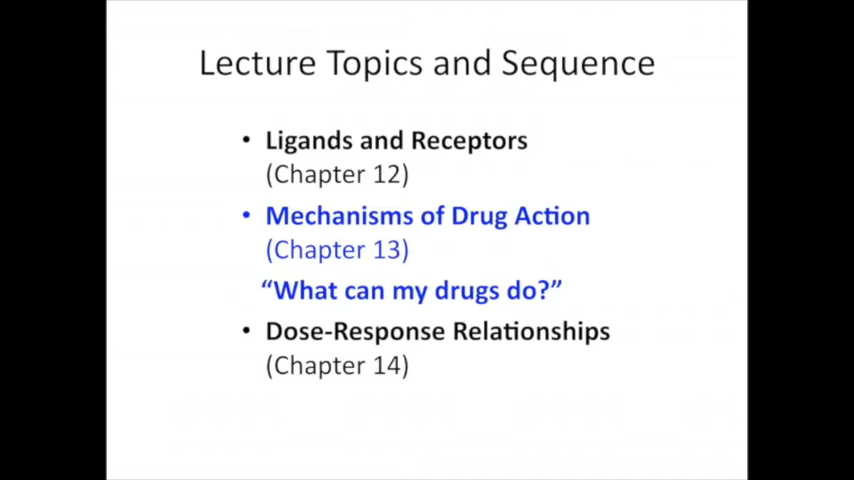 Lecture Topics and Sequence
• Ligands and Receptors
(Chapter 12)
• Mechanisms of Drug Action
(Chapter 13)
“What can my drugs do?”
• Dose-Response Relationships
(Chapter 14)